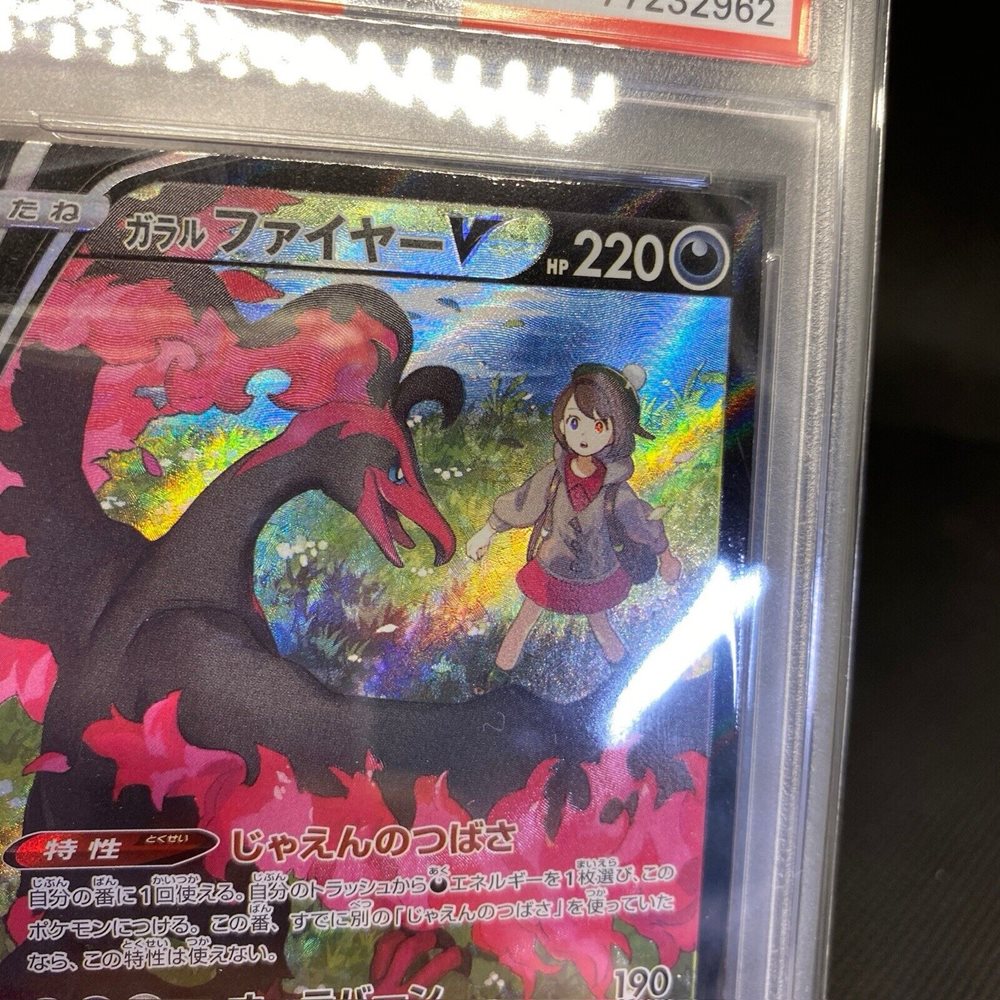 77232962
たね
ガラル ファイヤーV HP 220
特性 とくせい じゃえんのつばさ
自分の番に1回使える。自分のトラッシュからエネルギーを1枚選び、この
ポケモンにつける。この番、すでに別の「じゃえんのつばさ」を使っていた
なら、この特性は使えない。
190